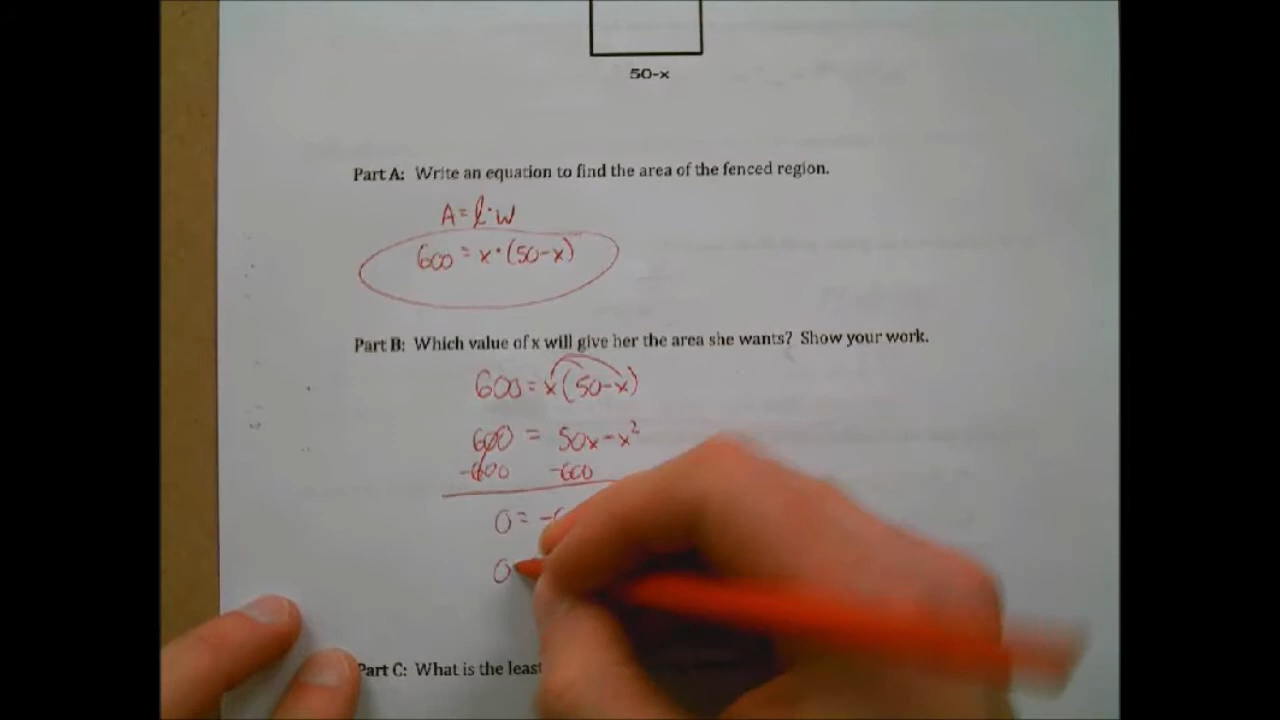 50-x
Part A: Write an equation to find the area of the fenced region.
A = l·w
600 = x·(50-x)
Part B: Which value of x will give her the area she wants? Show your work.
600 = x(50-x)
600 = 50x-x²
-600 -600
0 = -
0
Part C: What is the least